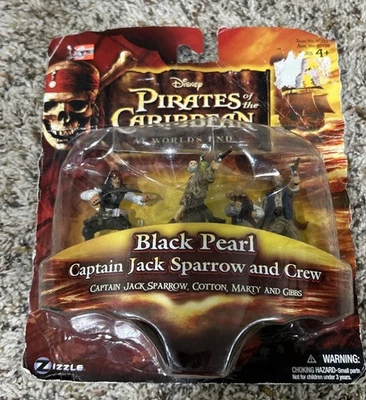 Disney
PIRATES of the
CARIBBEAN
AT WORLD'S END
4+
Black Pearl
Captain Jack Sparrow and Crew
CAPTAIN JACK SPARROW, COTTON, MARTY AND GIBBS
ZIZZLE
WARNING:
CHOKING HAZARD-Small parts.
Not for children under 3 years.